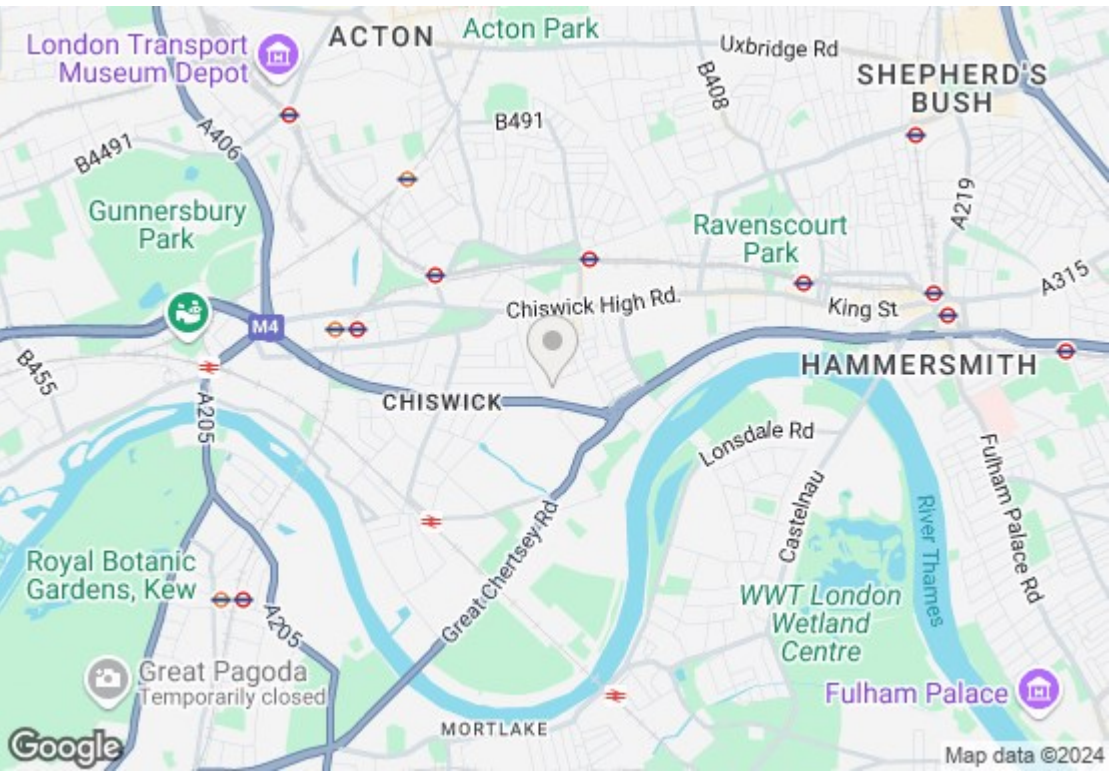 London Transport
Museum Depot
ACTON
Acton Park
Uxbridge Rd
B408
SHEPHERD'S
BUSH
B491
B4491
A406
A219
Gunnersbury
Park
Ravenscourt
Park
A315
Chiswick High Rd.
King St
M4
B455
HAMMERSMITH
CHISWICK
A205
Lonsdale Rd
Castelnau
Fulham Palace Rd
River Thames
Great Chertsey Rd
Royal Botanic
Gardens, Kew
A205
WWT London
Wetland
Centre
Great Pagoda
Temporarily closed
Fulham Palace
MORTLAKE
Google
Map data ©2024